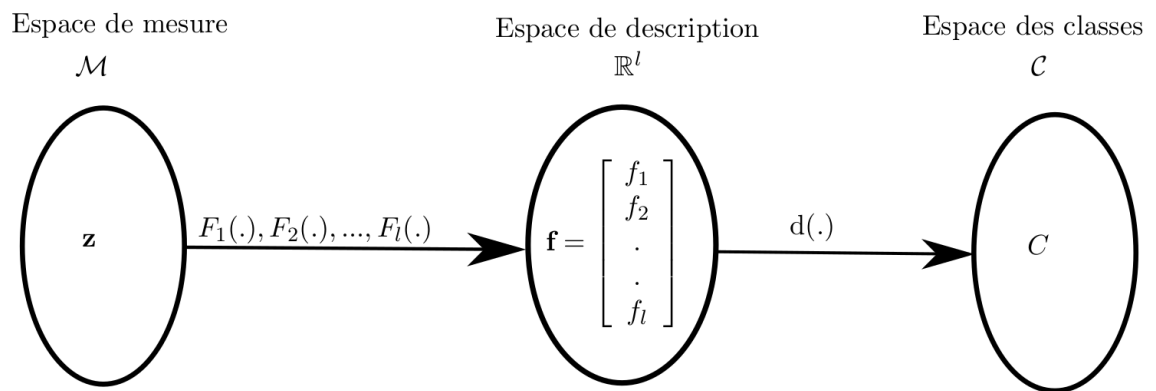 Espace de mesure
ℳ
Espace de description
ℝ^l
Espace des classes
𝒞
z
F_1(.), F_2(.), ..., F_l(.)
f =
f_1
f_2
.
.
f_l
d(.)
C